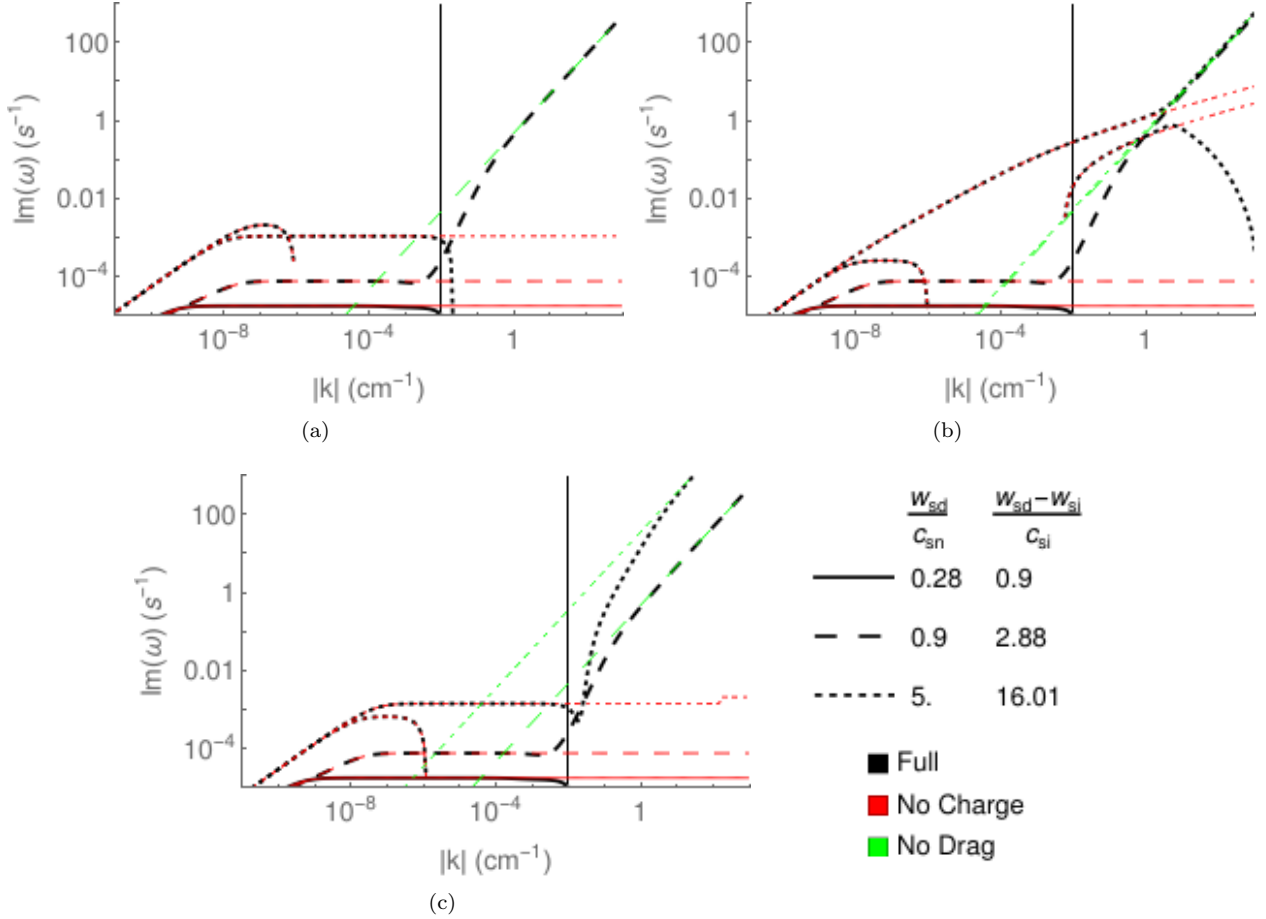 100
1
0.01
10⁻⁴
Im(ω) (s⁻¹)
10⁻⁸ 10⁻⁴ 1
|k| (cm⁻¹)
(a)
100
1
0.01
10⁻⁴
Im(ω) (s⁻¹)
10⁻⁸ 10⁻⁴ 1
|k| (cm⁻¹)
(b)
100
1
0.01
10⁻⁴
Im(ω) (s⁻¹)
10⁻⁸ 10⁻⁴ 1
|k| (cm⁻¹)
(c)
w_sd w_sd−w_si
c_sn c_si
0.28 0.9
0.9 2.88
5. 16.01
Full
No Charge
No Drag